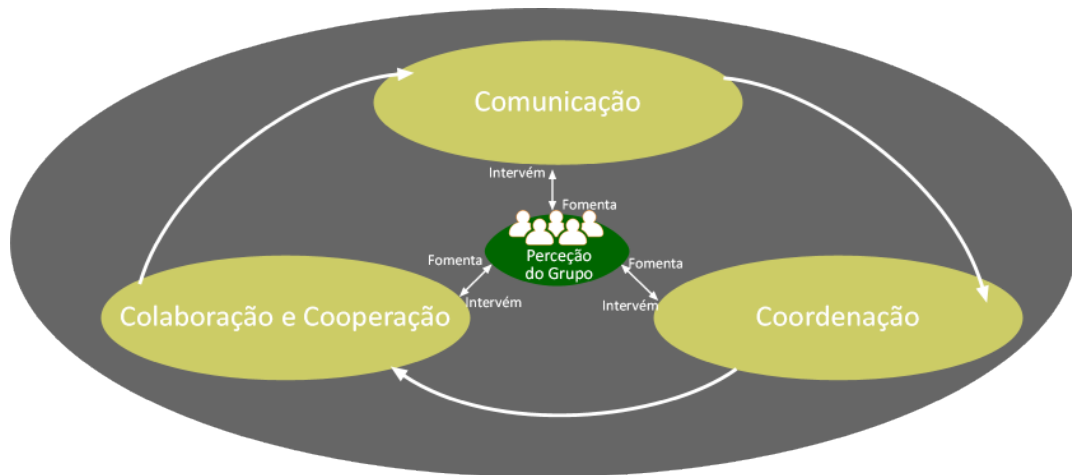 Comunicação
Intervém
Fomenta
Perceção
do Grupo
Fomenta
Fomenta
Intervém
Intervém
Colaboração e Cooperação
Coordenação